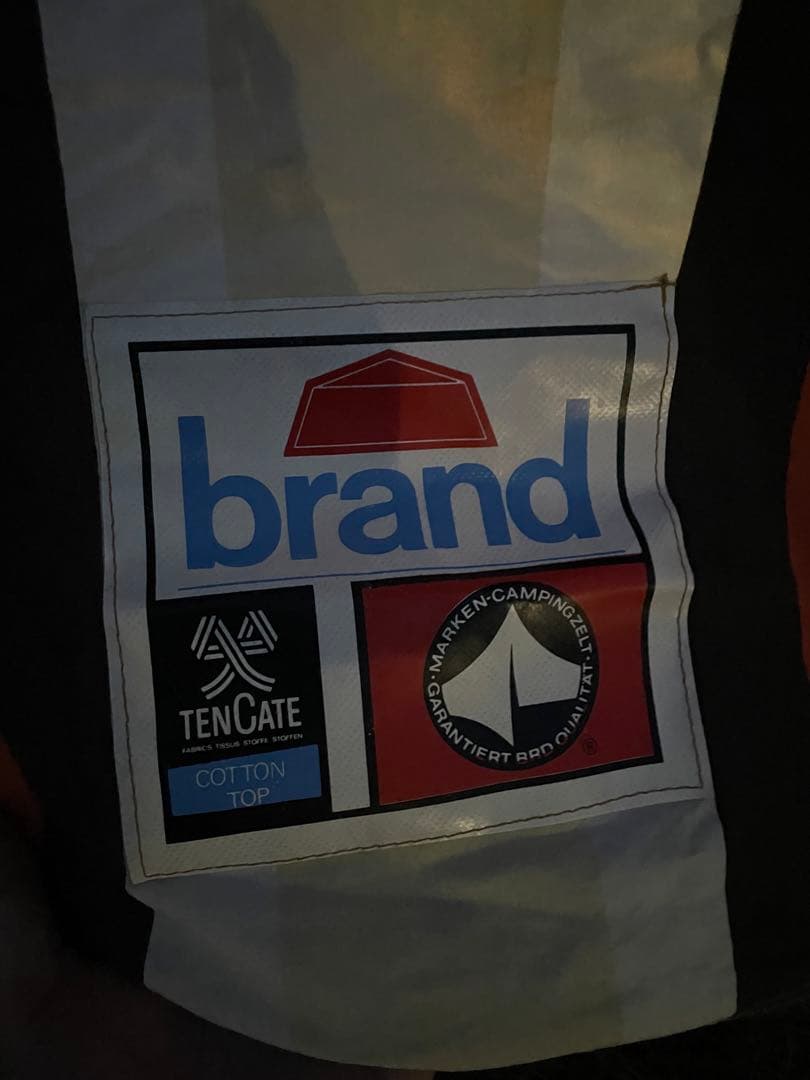 brand
TENCATE
FABRICS TISSUS STOFFE STOFFEN
COTTON
TOP
· MARKEN-CAMPINGZELT ·
GARANTIERT BRD QUALITÄT
®